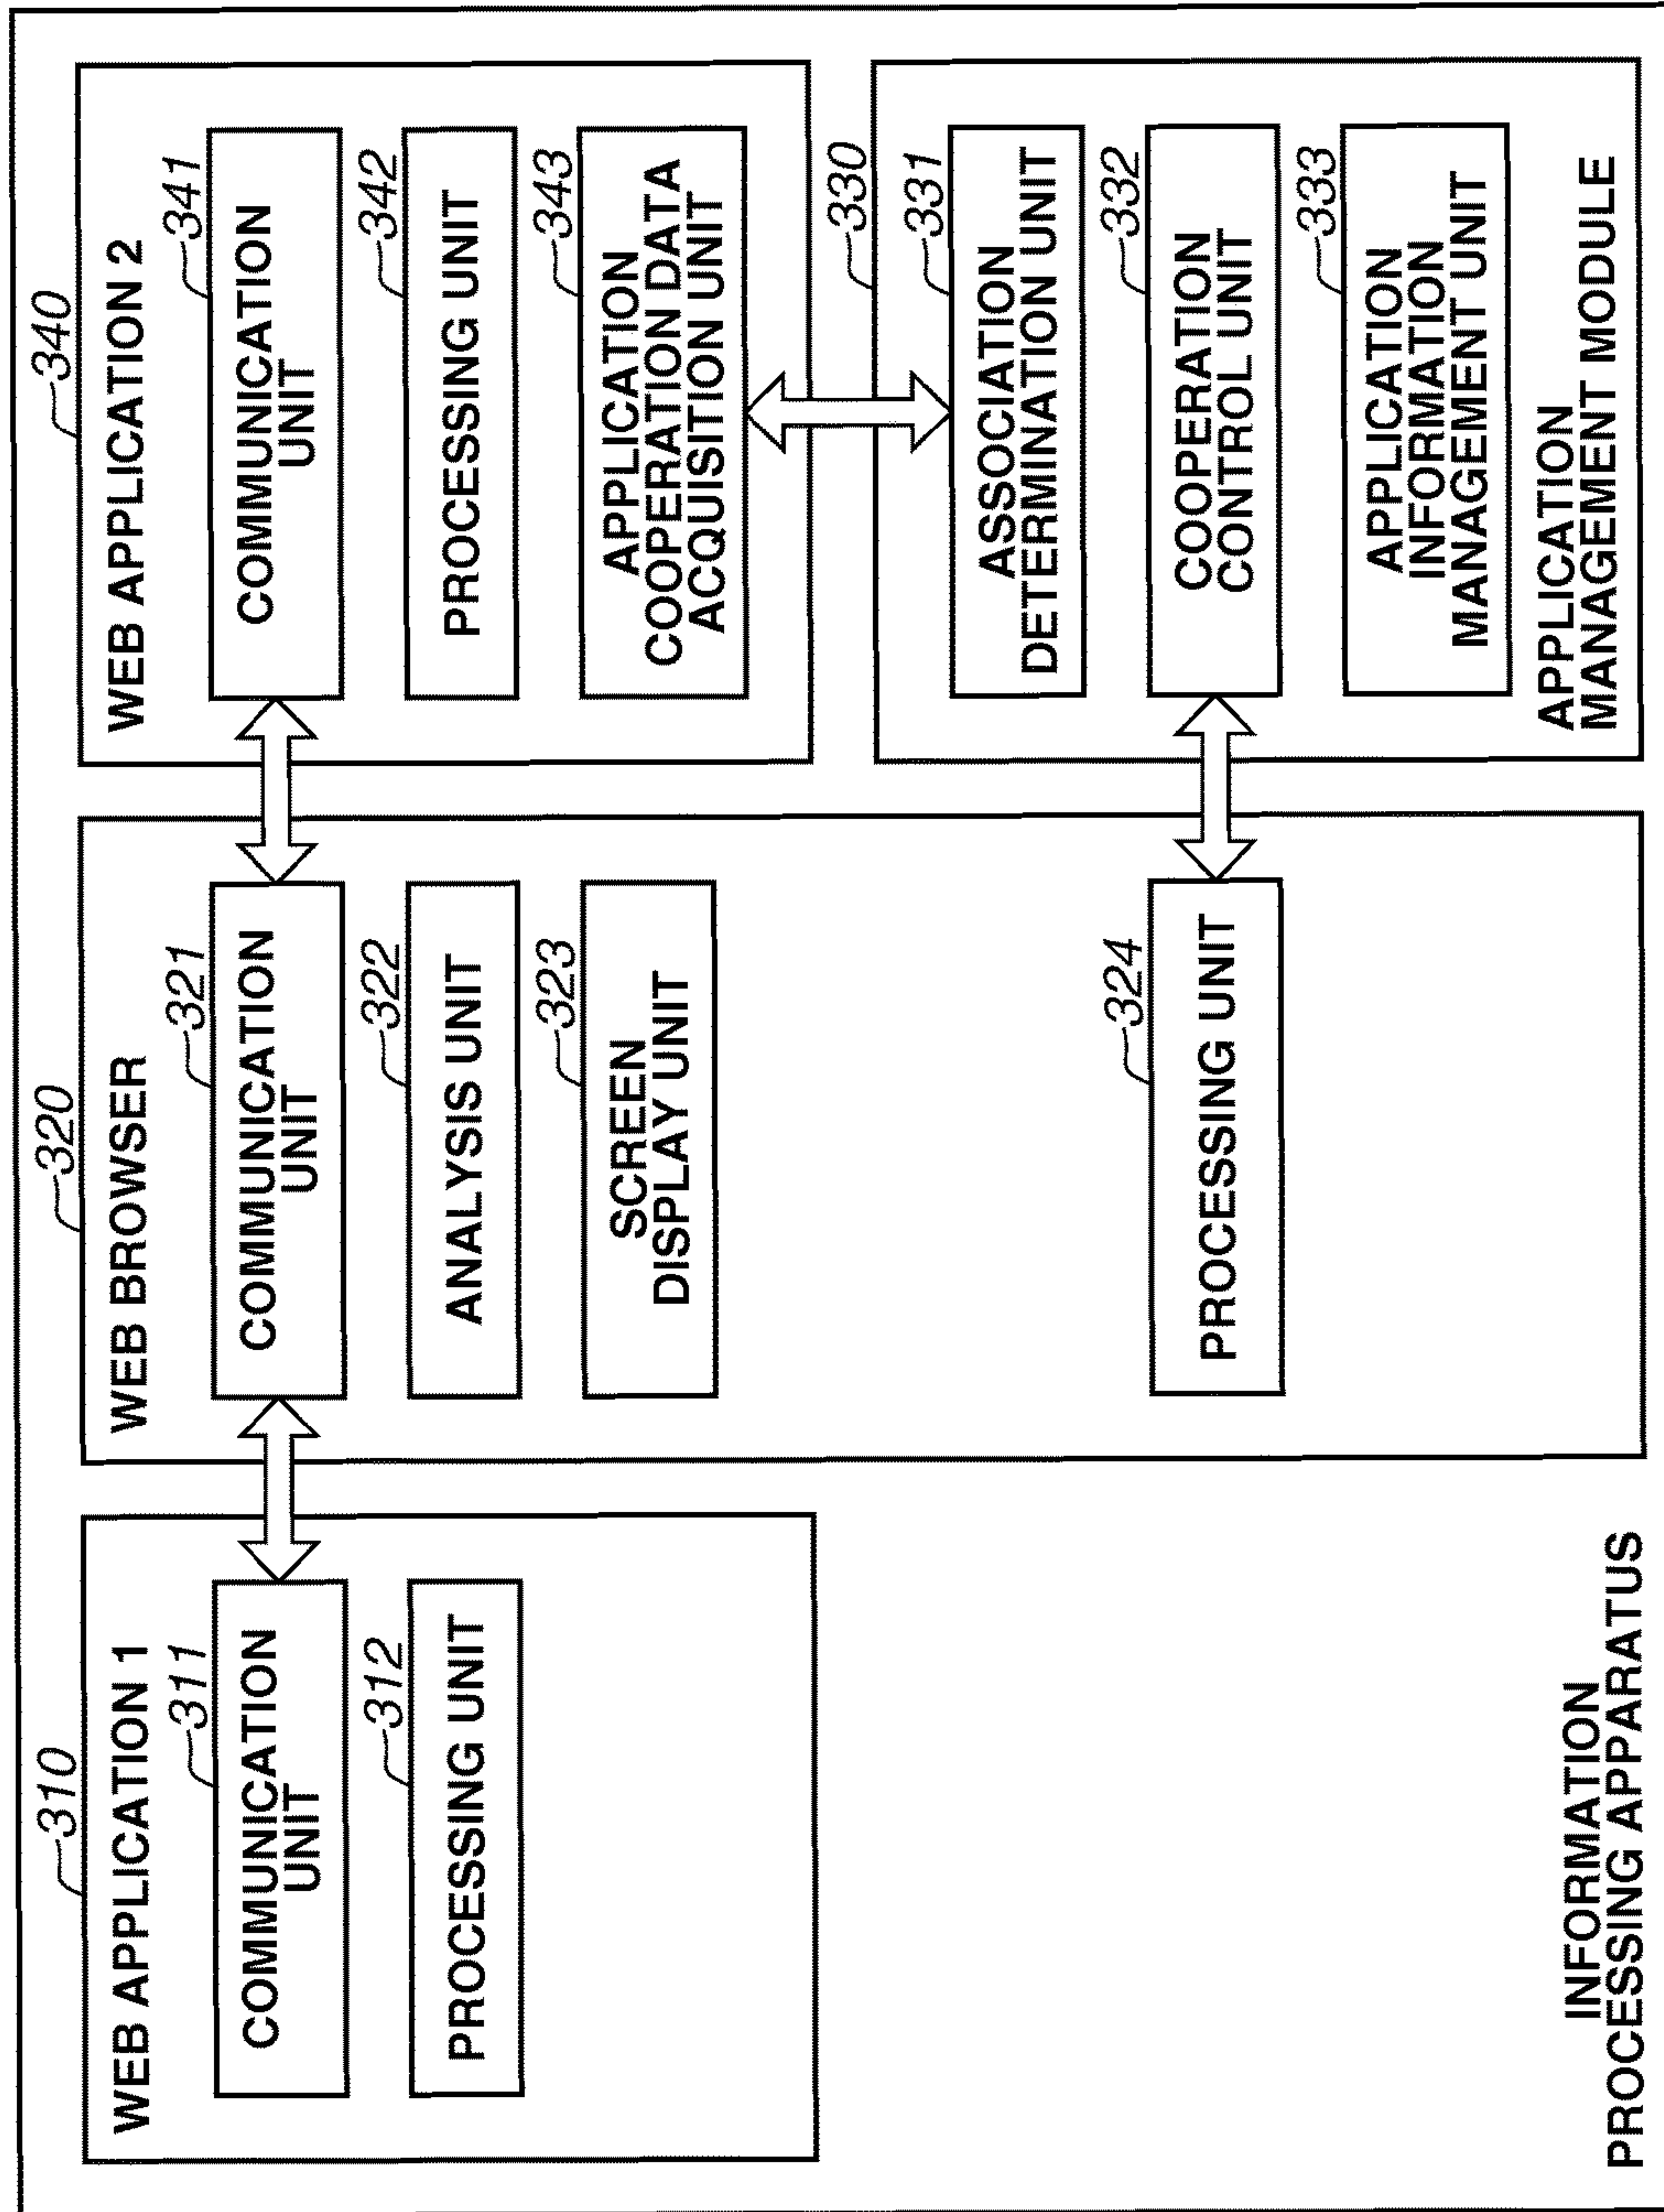 310
WEB APPLICATION 1
311
COMMUNICATION
UNIT
312
PROCESSING UNIT
320
WEB BROWSER
321
COMMUNICATION
UNIT
322
ANALYSIS UNIT
323
SCREEN
DISPLAY UNIT
324
PROCESSING UNIT
340
WEB APPLICATION 2
341
COMMUNICATION
UNIT
342
PROCESSING UNIT
343
APPLICATION
COOPERATION DATA
ACQUISITION UNIT
330
331
ASSOCIATION
DETERMINATION UNIT
332
COOPERATION
CONTROL UNIT
333
APPLICATION
INFORMATION
MANAGEMENT UNIT
APPLICATION
MANAGEMENT MODULE
INFORMATION
PROCESSING APPARATUS